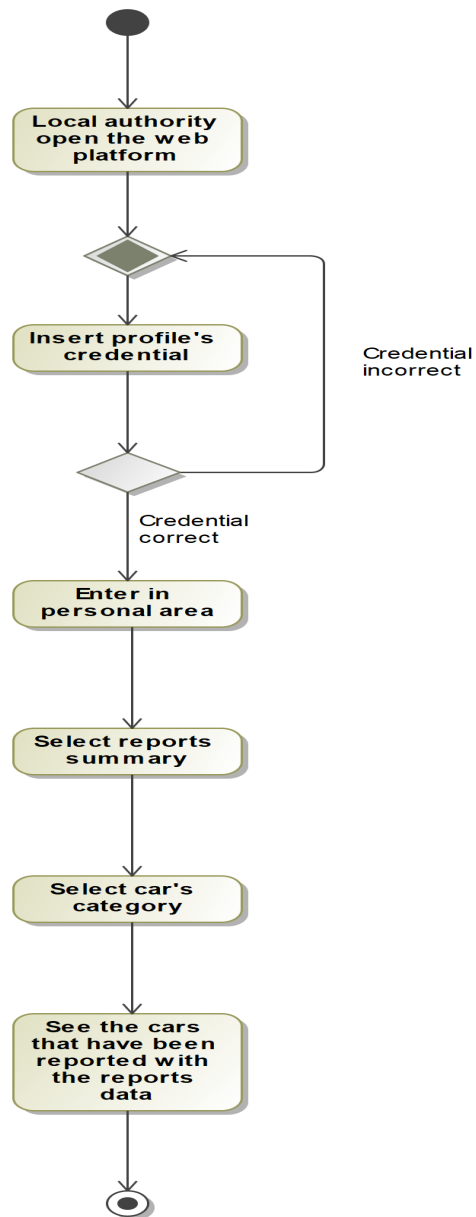 Local authority
open the web
platform
Insert profile's
credential
Credential
incorrect
Credential
correct
Enter in
personal area
Select reports
summary
Select car's
category
See the cars
that have been
reported with
the reports
data